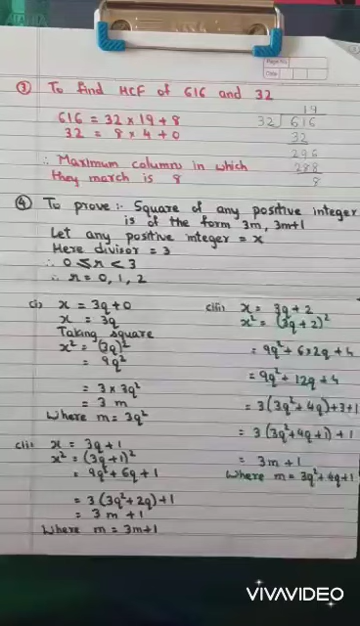 Page No.
Date
③ To find HCF of 616 and 32
616 = 32 × 19 + 8
32 = 8 × 4 + 0
∴ Maximum columns in which
they march is 8
19
32 | 616
32
296
288
8
④ To prove :- Square of any positive integer
is of the form 3m, 3m+1
Let any positive integer = x
Here divisor = 3
∴ 0 ≤ r < 3
∴ r = 0, 1, 2
(i) x = 3q + 0
x = 3q
Taking square
x² = (3q)²
= 9q²
= 3 × 3q²
= 3 m
where m = 3q²
(ii) x = 3q + 1
x² = (3q + 1)²
= 9q² + 6q + 1
= 3 (3q² + 2q) + 1
= 3 m + 1
where m = 3m+1
(iii) x = 3q + 2
x² = (3q + 2)²
= 9q² + 6×2q + 4
= 9q² + 12q + 4
= 3 (3q² + 4q) + 3 + 1
= 3 (3q² + 4q + 1) + 1
= 3m + 1
where m = 3q² + 4q + 1
VIVAVIDEO